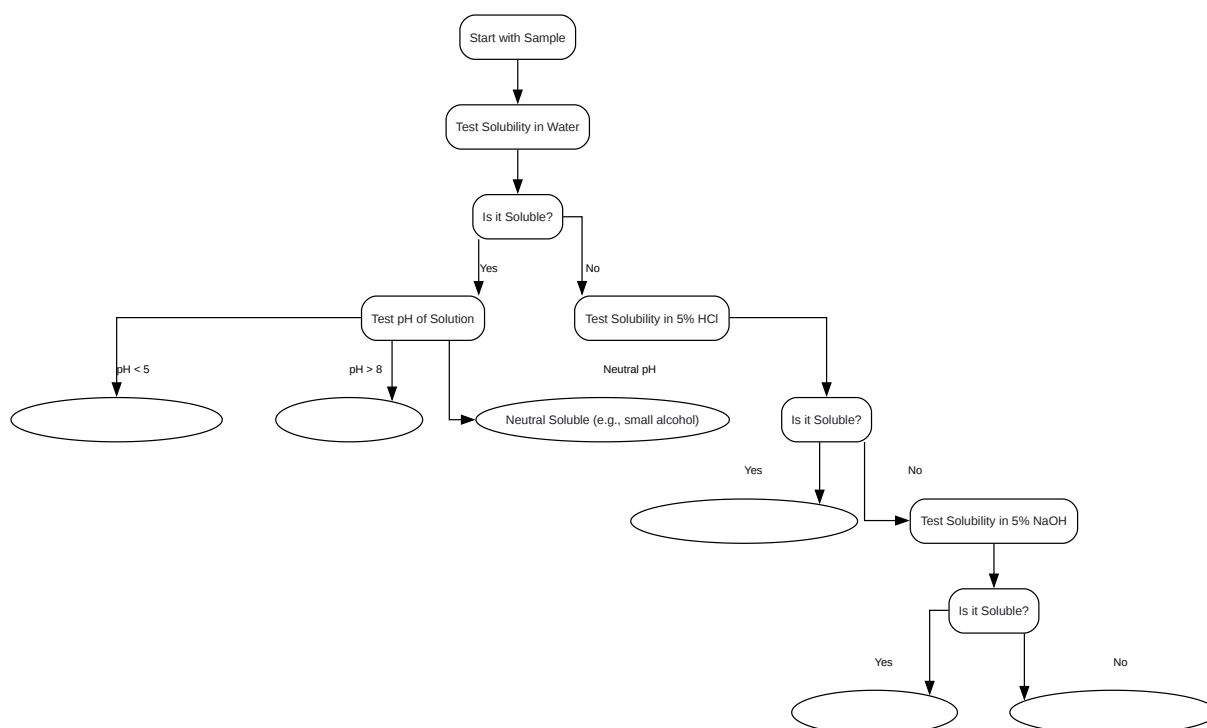 Start with Sample
Test Solubility in Water
Is it Soluble?
Yes
No
Test pH of Solution
Test Solubility in 5% HCl
pH < 5
pH > 8
Neutral pH
Neutral Soluble (e.g., small alcohol)
Is it Soluble?
Yes
No
Test Solubility in 5% NaOH
Is it Soluble?
Yes
No